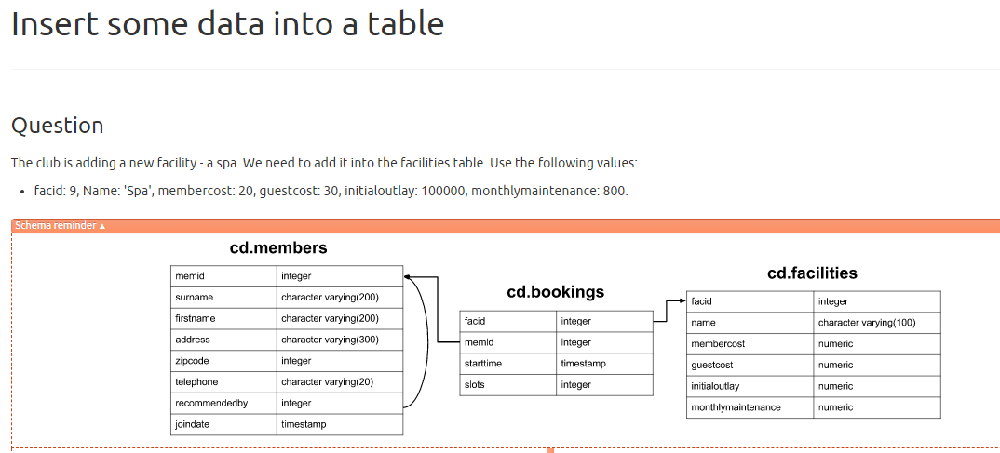 Insert some data into a table
Question
The club is adding a new facility - a spa. We need to add it into the facilities table. Use the following values:
• facid: 9, Name: 'Spa', membercost: 20, guestcost: 30, initialoutlay: 100000, monthlymaintenance: 800.
Schema reminder ▲
cd.members
memid integer
surname character varying(200)
firstname character varying(200)
address character varying(300)
zipcode integer
telephone character varying(20)
recommendedby integer
joindate timestamp
cd.bookings
facid integer
memid integer
starttime timestamp
slots integer
cd.facilities
facid integer
name character varying(100)
membercost numeric
guestcost numeric
initialoutlay numeric
monthlymaintenance numeric